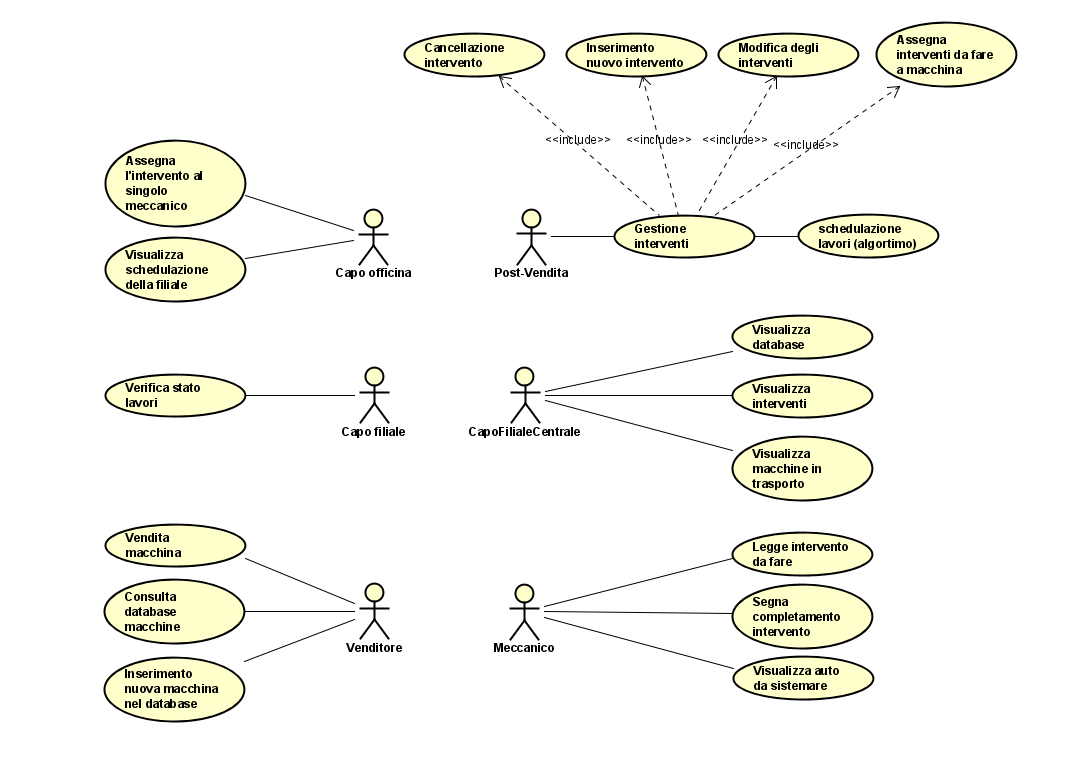 Cancellazione
intervento
Inserimento
nuovo intervento
Modifica degli
interventi
Assegna
interventi da fare
a macchina
<<include>>
<<include>>
<<include>>
<<include>>
Assegna
l'intervento al
singolo
meccanico
Visualizza
schedulazione
della filiale
Capo officina
Post-Vendita
Gestione
interventi
schedulazione
lavori (algortimo)
Verifica stato
lavori
Capo filiale
CapoFilialeCentrale
Visualizza
database
Visualizza
interventi
Visualizza
macchine in
trasporto
Vendita
macchina
Consulta
database
macchine
Inserimento
nuova macchina
nel database
Venditore
Meccanico
Legge intervento
da fare
Segna
completamento
intervento
Visualizza auto
da sistemare